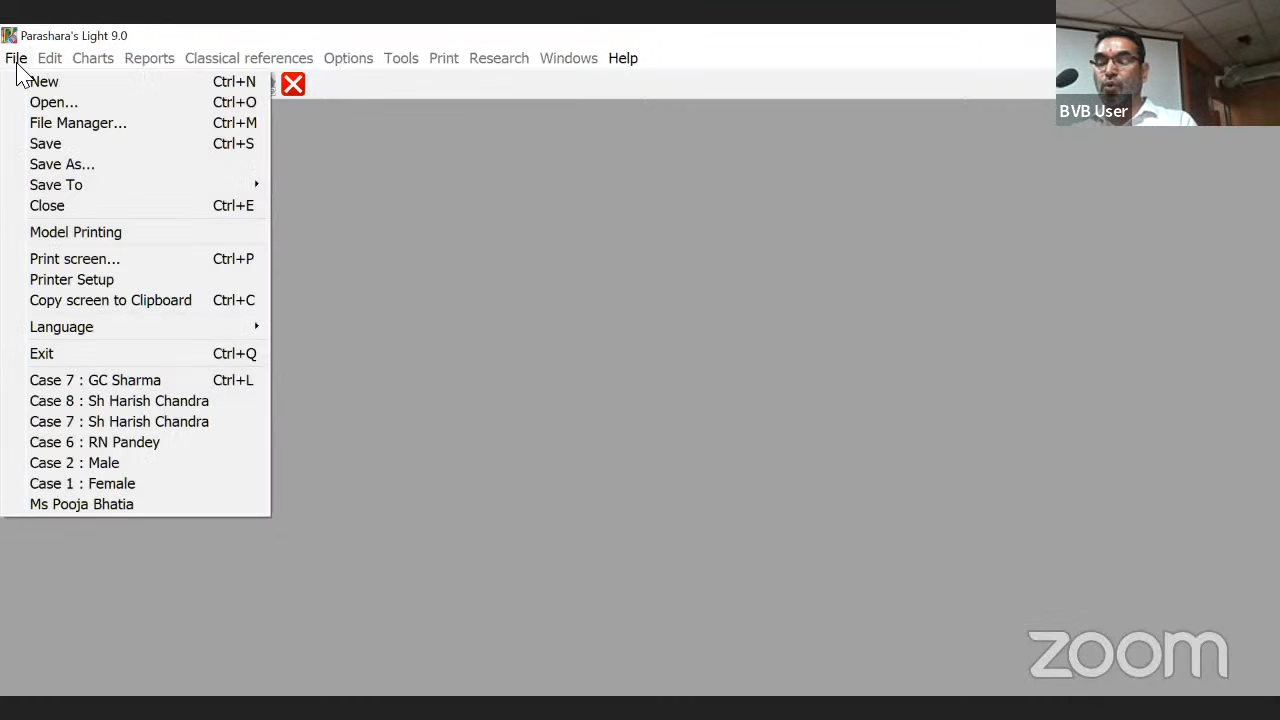 Parashara's Light 9.0
File Edit Charts Reports Classical references Options Tools Print Research Windows Help
New Ctrl+N
Open... Ctrl+O
File Manager... Ctrl+M
Save Ctrl+S
Save As...
Save To
Close Ctrl+E
Model Printing
Print screen... Ctrl+P
Printer Setup
Copy screen to Clipboard Ctrl+C
Language
Exit Ctrl+Q
Case 7 : GC Sharma Ctrl+L
Case 8 : Sh Harish Chandra
Case 7 : Sh Harish Chandra
Case 6 : RN Pandey
Case 2 : Male
Case 1 : Female
Ms Pooja Bhatia
BVB User
zoom